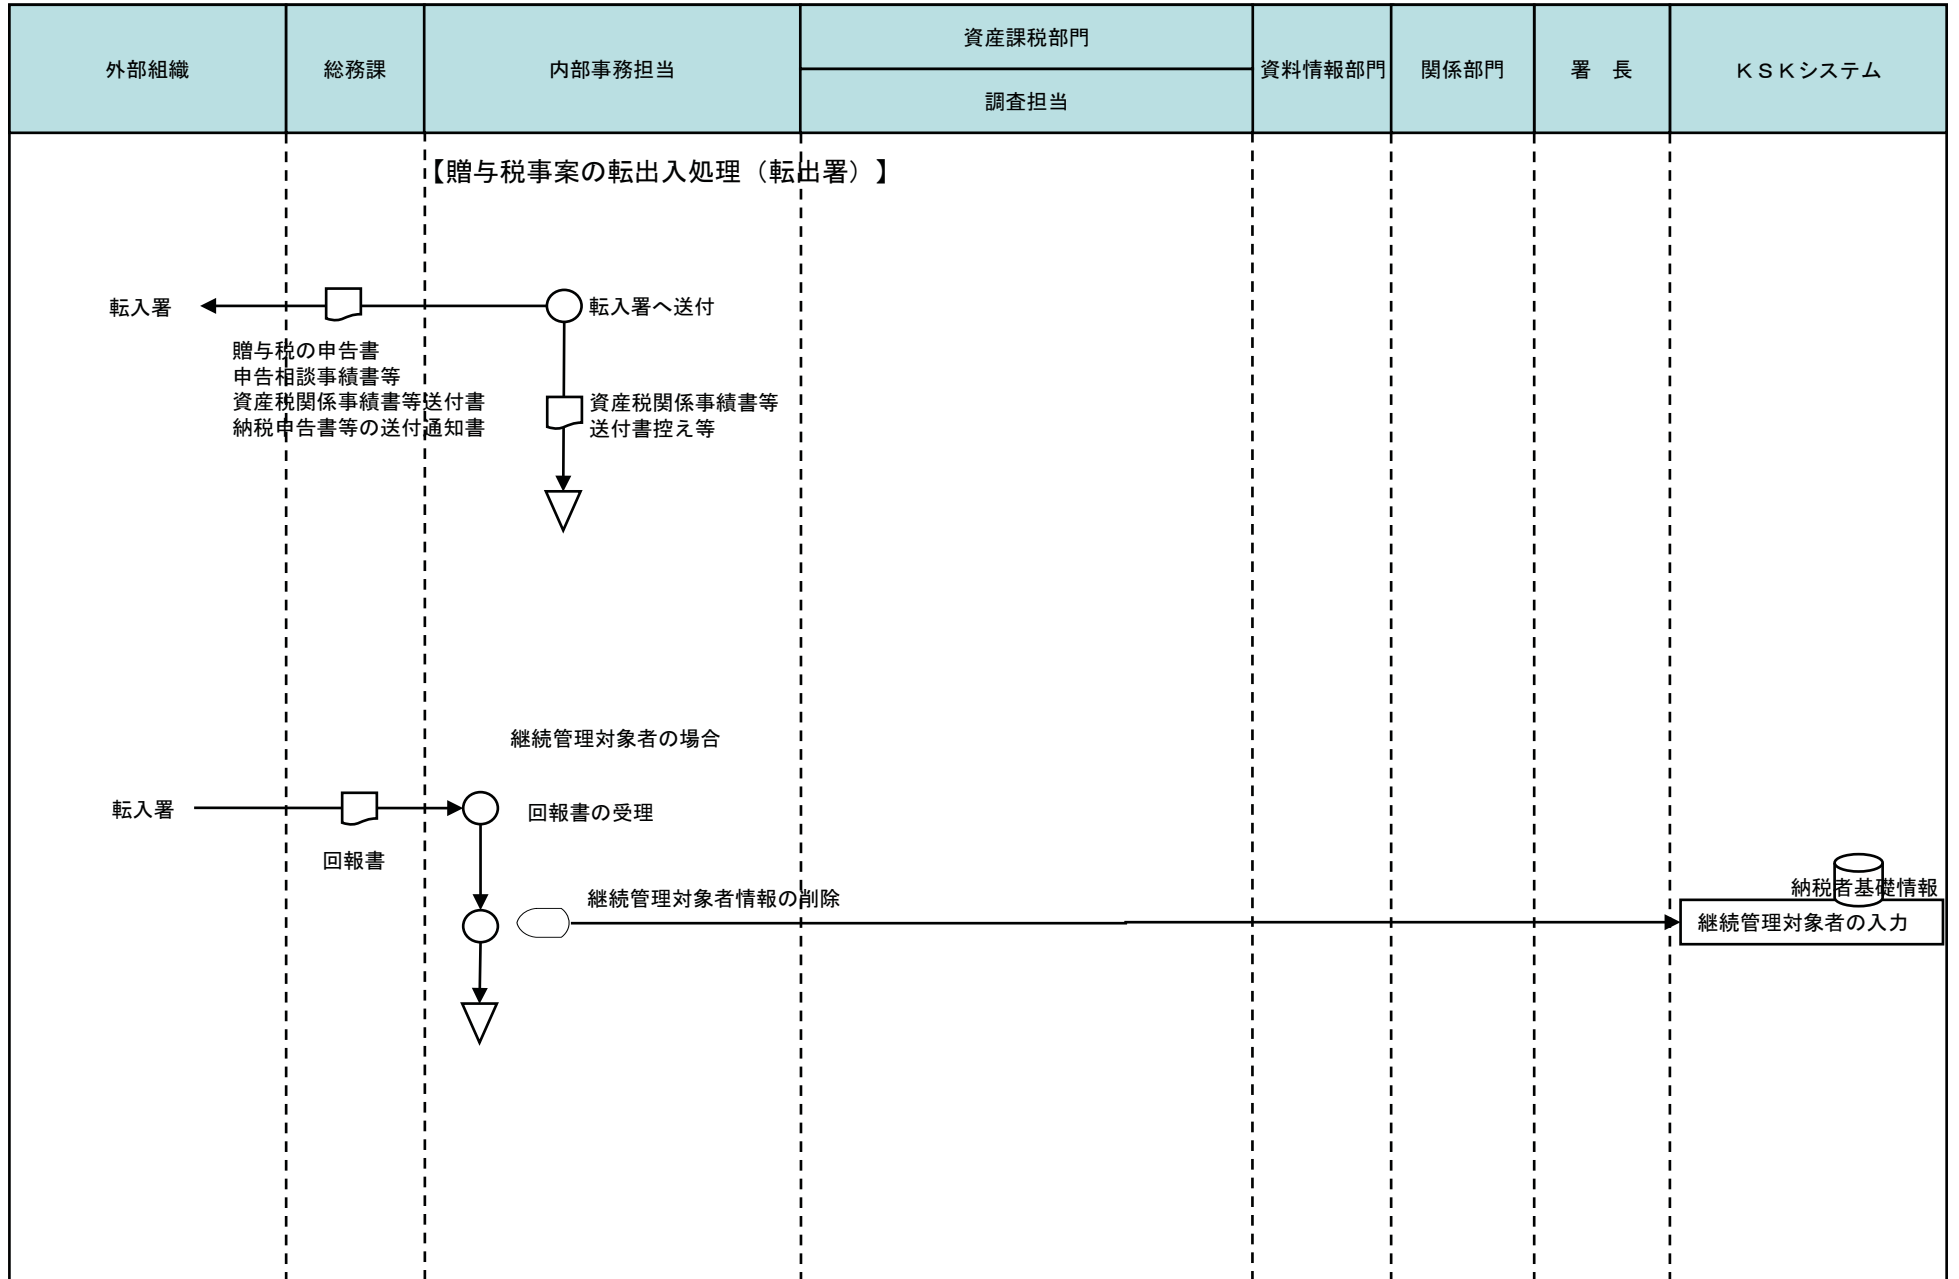 外部組織
総務課
内部事務担当
資産課税部門
調査担当
資料情報部門
関係部門
署　長
ＫＳＫシステム
【贈与税事案の転出入処理（転出署）】
転入署
転入署へ送付
贈与税の申告書
申告相談事績書等
資産税関係事績書等送付書
納税申告書等の送付通知書
資産税関係事績書等
送付書控え等
継続管理対象者の場合
転入署
回報書の受理
回報書
継続管理対象者情報の削除
納税者基礎情報
継続管理対象者の入力